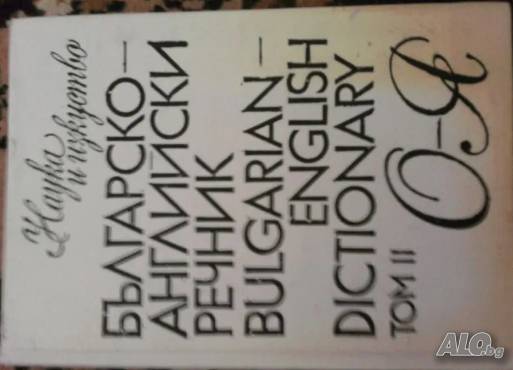 Наука
и изкуство
БЪЛГАРСКО–
АНГЛИЙСКИ
РЕЧНИК
BULGARIAN–
ENGLISH
DICTIONARY
ТОМ II
О–Я
ALO.bg